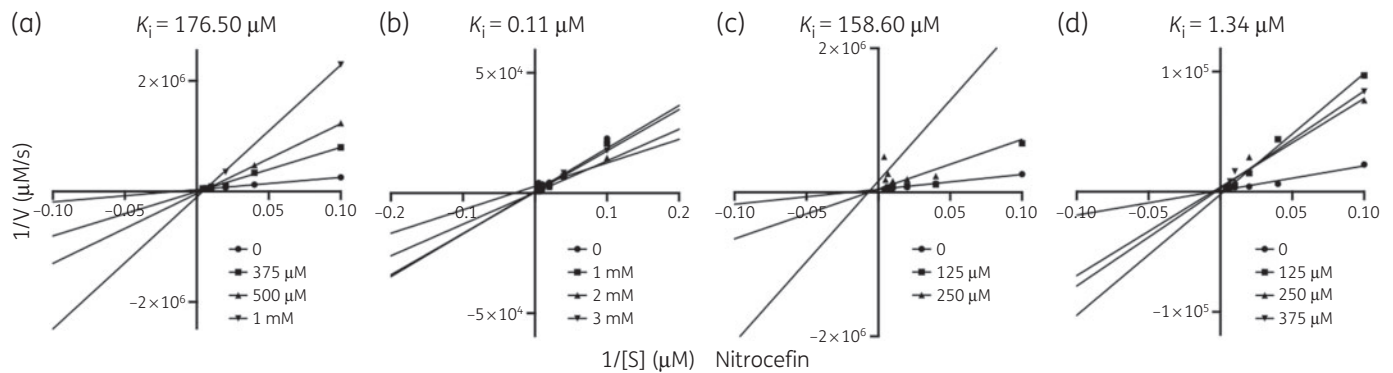 (a) Ki = 176.50 µM
2×10⁶
−2×10⁶
−0.10 −0.05 0.05 0.10
0
375 µM
500 µM
1 mM
(b) Ki = 0.11 µM
5×10⁴
−5×10⁴
−0.2 0.1 0 0.1 0.2
0
1 mM
2 mM
3 mM
(c) Ki = 158.60 µM
2×10⁶
−2×10⁶
−0.10 −0.05 0 0.05 0.10
0
125 µM
250 µM
(d) Ki = 1.34 µM
1×10⁵
−1×10⁵
−0.10 −0.05 0.05 0.10
0
125 µM
250 µM
375 µM
1/V (µM/s)
1/[S] (µM) Nitrocefin